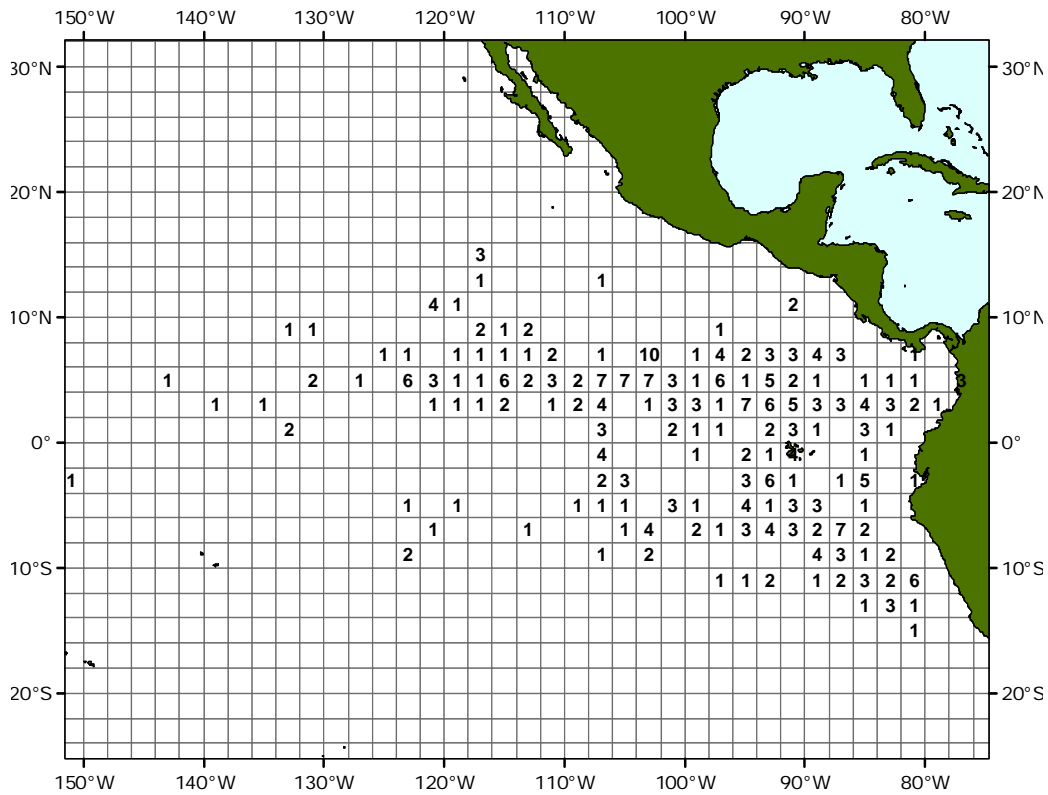 150°W 140°W 130°W 120°W 110°W 100°W 90°W 80°W
30°N 30°N
20°N 20°N
3
1 1
4 1 2
10°N 10°N
1 1 2 1 2 1
1 1 1 1 1 1 2 1 10 1 4 2 3 3 4 3 1
1 2 1 6 3 1 1 6 2 3 2 7 7 7 3 1 6 1 5 2 1 1 1 1 3
1 1 1 1 1 2 1 2 4 1 3 3 1 7 6 5 3 3 4 3 2 1
0° 0°
2 3 2 1 1 2 3 1 3 1
4 1 2 1 1
1 2 3 3 6 1 1 5 1
1 1 1 1 1 3 1 4 1 3 3 1
1 1 1 4 2 1 3 4 3 2 7 2
2 1 2 4 3 1 2
10°S 10°S
1 1 2 1 2 3 2 6
1 3 1
1
20°S 20°S
150°W 140°W 130°W 120°W 110°W 100°W 90°W 80°W